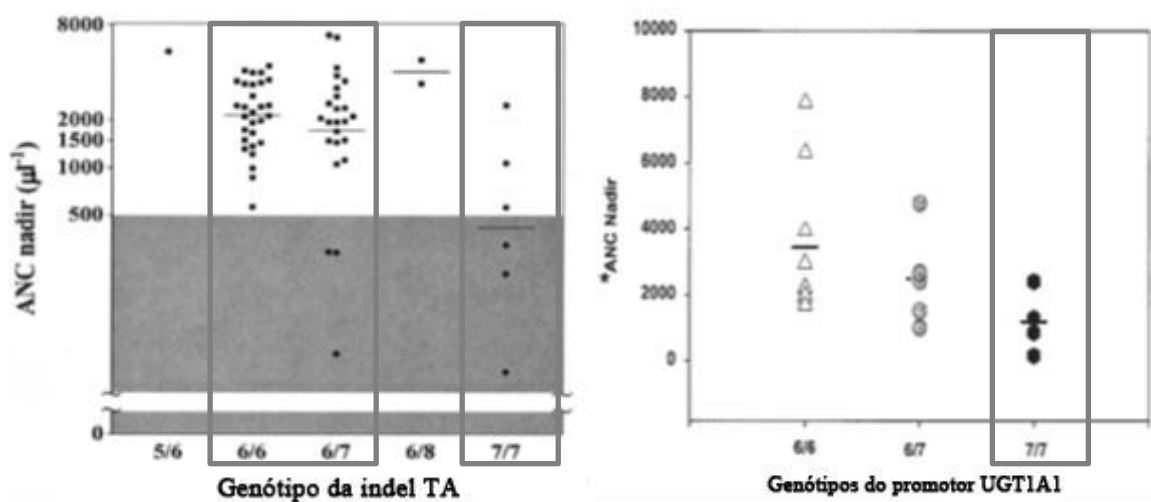 8000
2000
1500
1000
500
0
ANC nadir (µl⁻¹)
5/6 6/6 6/7 6/8 7/7
Genótipo da indel TA
10000
8000
6000
4000
2000
0
*ANC Nadir
6/6 6/7 7/7
Genótipos do promotor UGT1A1